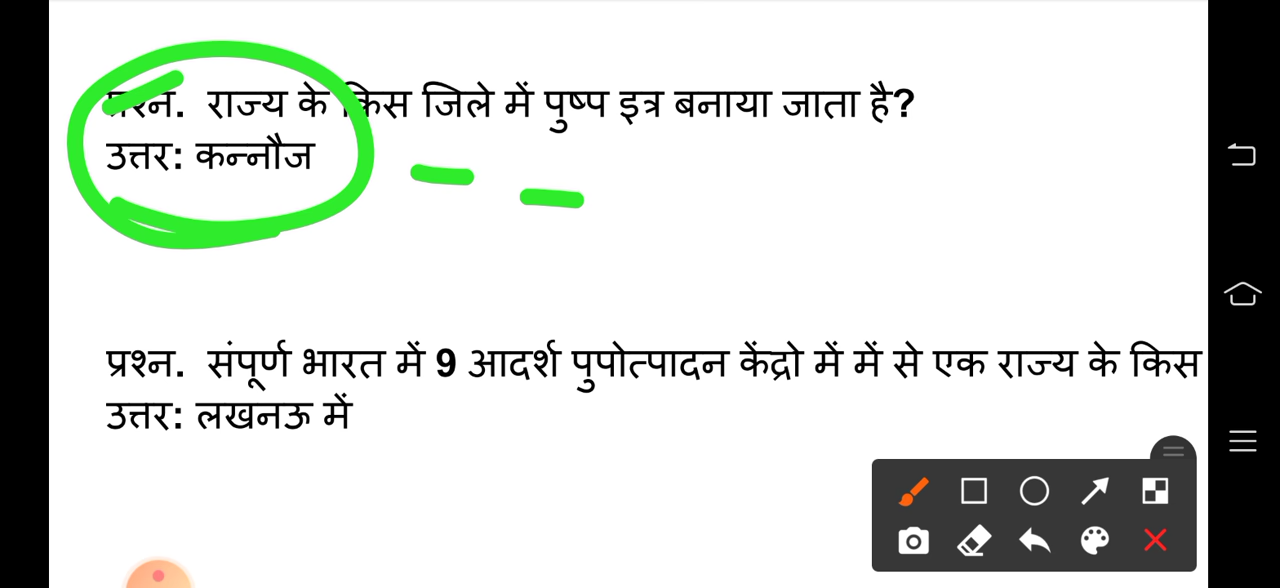 प्रश्न. राज्य के किस जिले में पुष्प इत्र बनाया जाता है?
उत्तर: कन्नौज
प्रश्न. संपूर्ण भारत में 9 आदर्श पुपोत्पादन केंद्रो में में से एक राज्य के किस
उत्तर: लखनऊ में